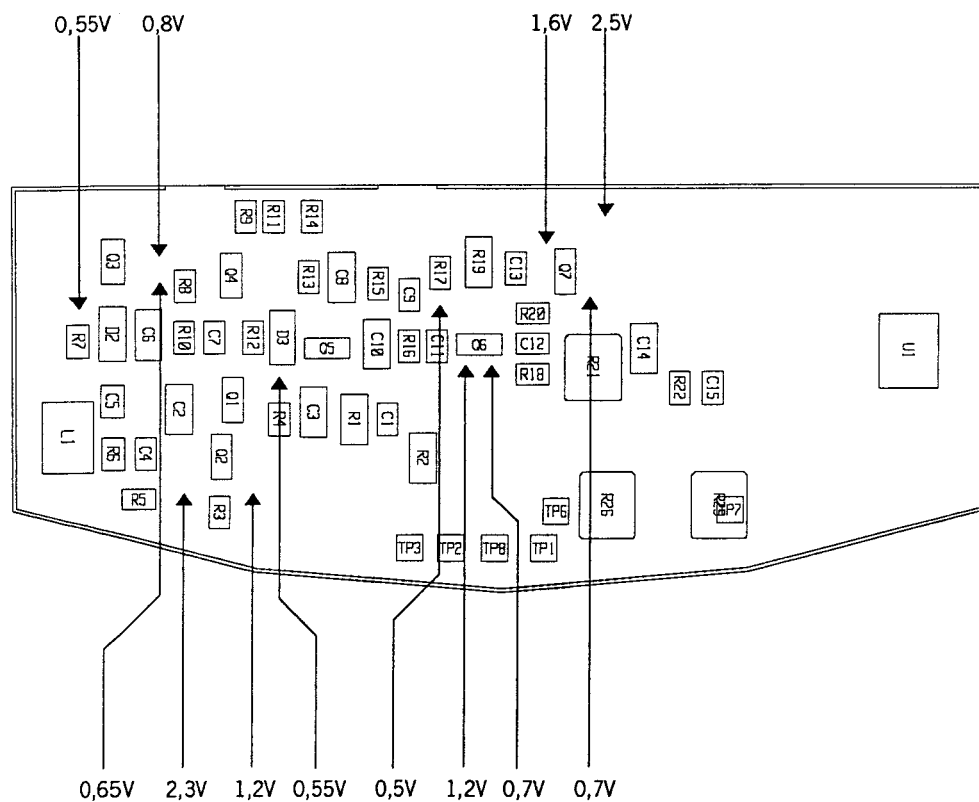 0,55V 0,8V 1,6V 2,5V
R9 R11 R14
Q3 R8 Q4 R13 C8 R15 C9 R17 R19 C13 Q7
R20
R7 D2 C6 R10 C7 R12 D3 Q5 C10 R16 C11 Q6 C12 R21 C14 U1
R18
C5 C2 Q1 R4 C3 R1 C1 R22 C15
L1 R6 C4 Q2 R2
R5 R3 TP6 R26 TP7
TP3 TP2 TP8 TP1
0,65V 2,3V 1,2V 0,55V 0,5V 1,2V 0,7V 0,7V